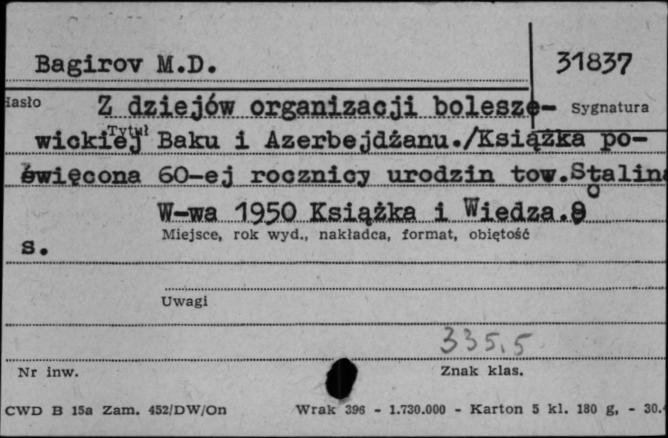 Bagirov M.D.
31837
Hasło
Z dziejów organizacji bolesze-
Sygnatura
wickiej Baku i Azerbejdżanu./Książka po-
Tytuł
święcona 60-ej rocznicy urodzin tow.Stalina
W-wa 1950 Książka i Wiedza.8o
Miejsce, rok wyd., nakładca, format, objętość
s.
Uwagi
335.5
Nr inw.
Znak klas.
CWD B 15a Zam. 452/DW/On
Wrak 396 - 1.730.000 - Karton 5 kl. 180 g, - 30.